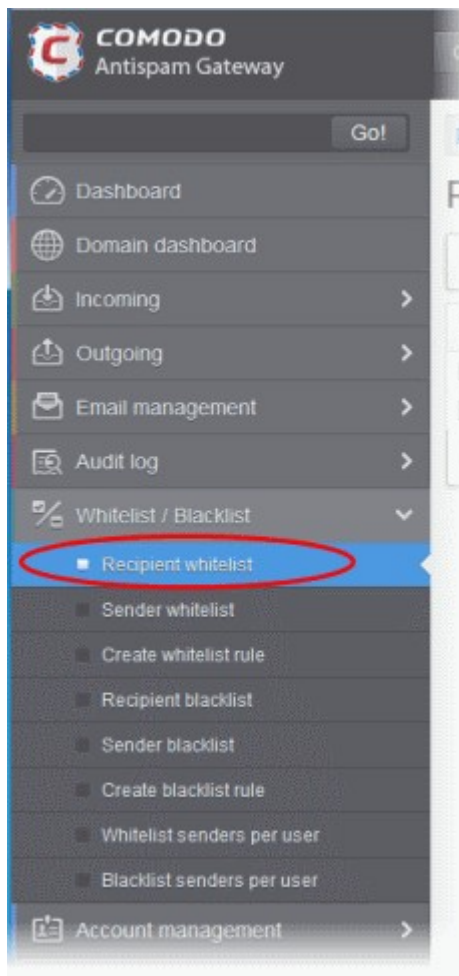 COMODO
Antispam Gateway
Go!
Dashboard
Domain dashboard
Incoming
Outgoing
Email management
Audit log
Whitelist / Blacklist
Recipient whitelist
Sender whitelist
Create whitelist rule
Recipient blacklist
Sender blacklist
Create blacklist rule
Whitelist senders per user
Blacklist senders per user
Account management